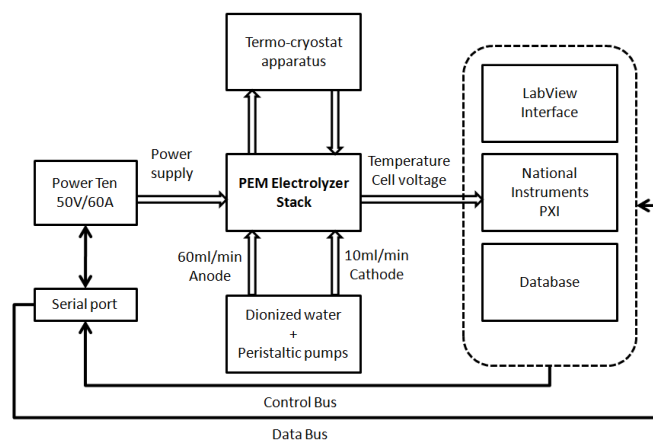 Termo-cryostat
apparatus
LabView
Interface
Power
supply
Temperature
Cell voltage
Power Ten
50V/60A
PEM Electrolyzer
Stack
National
Instruments
PXI
60ml/min
Anode
10ml/min
Cathode
Database
Serial port
Dionized water
+
Peristaltic pumps
Control Bus
Data Bus